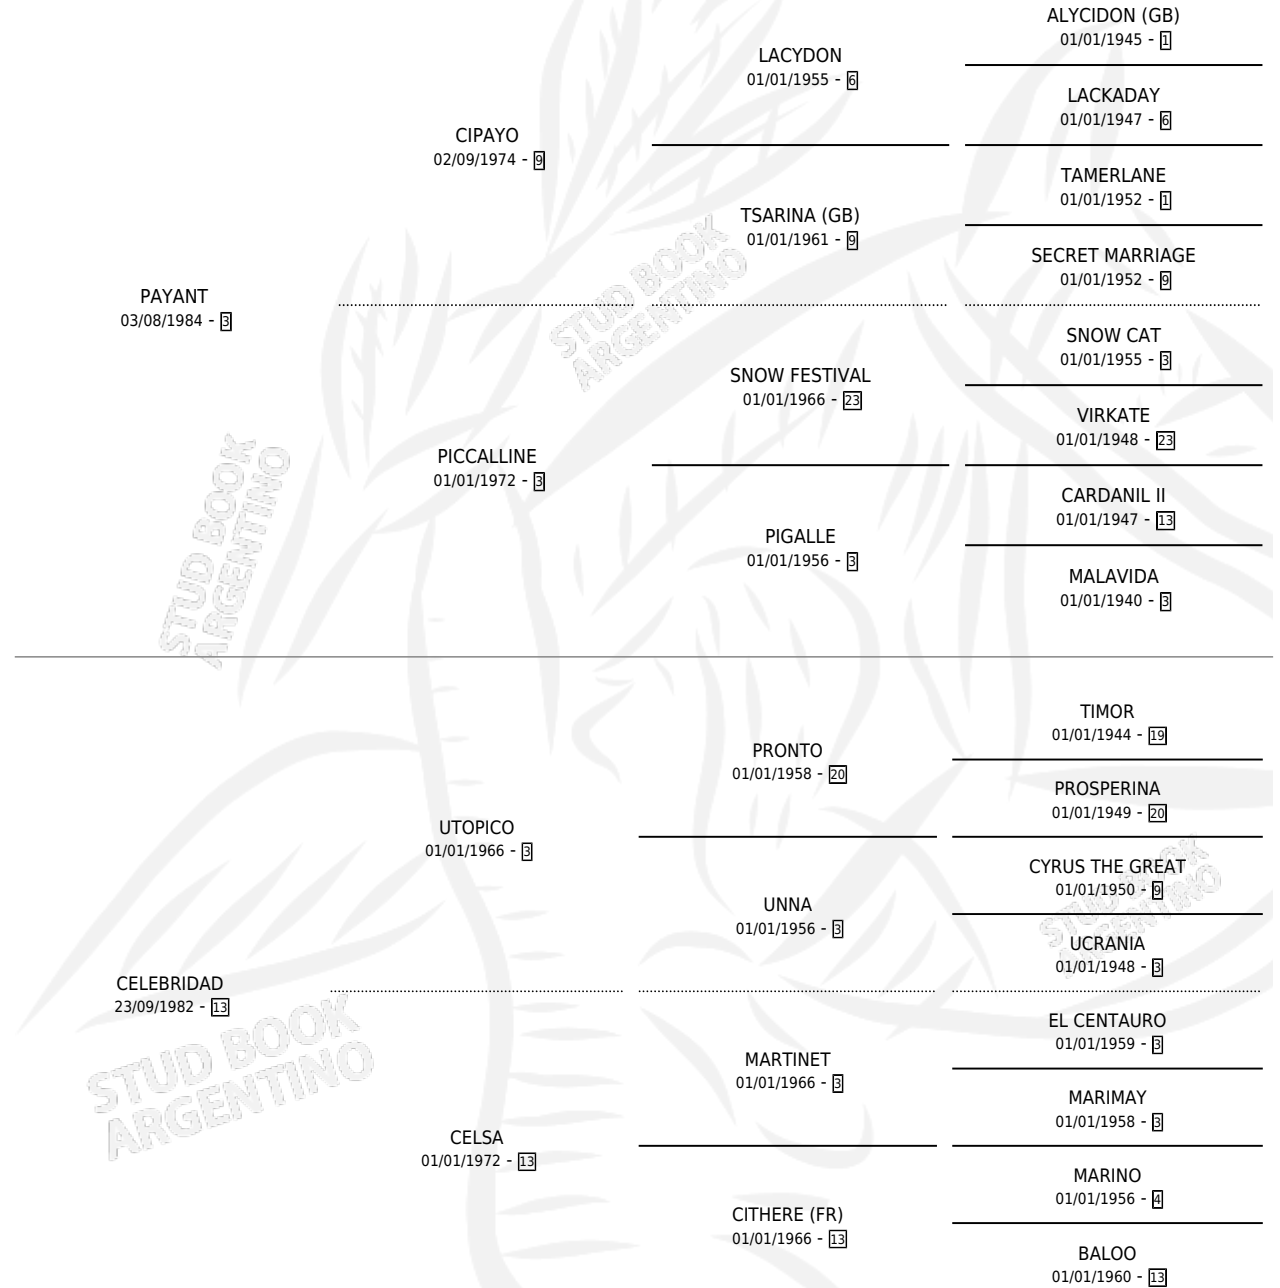 ALYCIDON (GB)
01/01/1945 - 1
LACYDON
01/01/1955 - 6
LACKADAY
01/01/1947 - 6
CIPAYO
02/09/1974 - 9
TAMERLANE
01/01/1952 - 1
TSARINA (GB)
01/01/1961 - 9
SECRET MARRIAGE
01/01/1952 - 9
PAYANT
03/08/1984 - 3
SNOW CAT
01/01/1955 - 3
SNOW FESTIVAL
01/01/1966 - 23
VIRKATE
01/01/1948 - 23
PICCALLINE
01/01/1972 - 3
CARDANIL II
01/01/1947 - 13
PIGALLE
01/01/1956 - 3
MALAVIDA
01/01/1940 - 3
TIMOR
01/01/1944 - 19
PRONTO
01/01/1958 - 20
PROSPERINA
01/01/1949 - 20
UTOPICO
01/01/1966 - 3
CYRUS THE GREAT
01/01/1950 - 9
UNNA
01/01/1956 - 3
UCRANIA
01/01/1948 - 3
CELEBRIDAD
23/09/1982 - 13
EL CENTAURO
01/01/1959 - 3
MARTINET
01/01/1966 - 3
MARIMAY
01/01/1958 - 3
CELSA
01/01/1972 - 13
MARINO
01/01/1956 - 4
CITHERE (FR)
01/01/1966 - 13
BALOO
01/01/1960 - 13
STUD BOOK
ARGENTINO
STUD BOOK
ARGENTINO
STUD BOOK
ARGENTINO
STUD BOOK
ARGENTINO